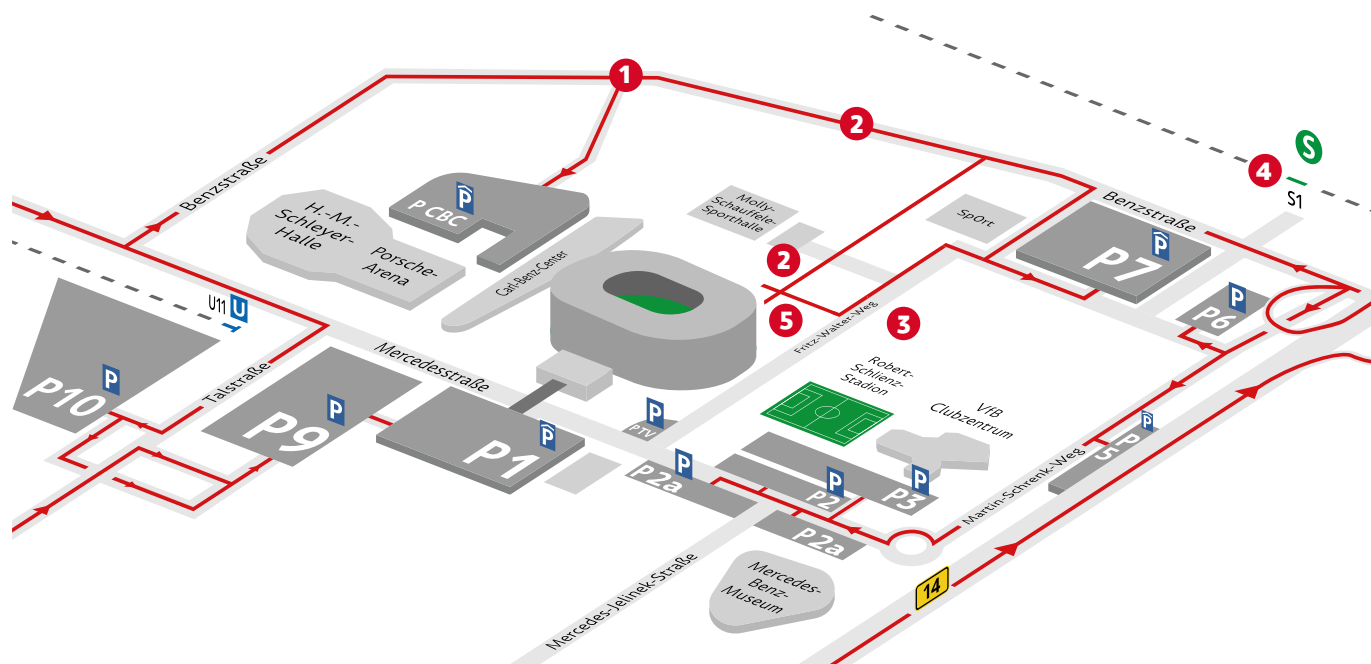 1
2
S
4
S1
Benzstraße
Benzstraße
P
P CBC
H.-M.-
Schleyer-
Halle
Porsche-
Arena
Carl-Benz-Center
Molly-
Schauffele-
Sporthalle
SpOrt
P
P7
P
P6
2
5
3
U11 U
Fritz-Walter-Weg
Mercedesstraße
Talstraße
P
P10
P
P9
P
P1
P
PTV
Robert-
Schlienz-
Stadion
VfB
Clubzentrum
P
P5
P
P2a
P
P2
P
P3
P2a
Martin-Schrenk-Weg
Mercedes-Jelinek-Straße
Mercedes-
Benz-
Museum
14